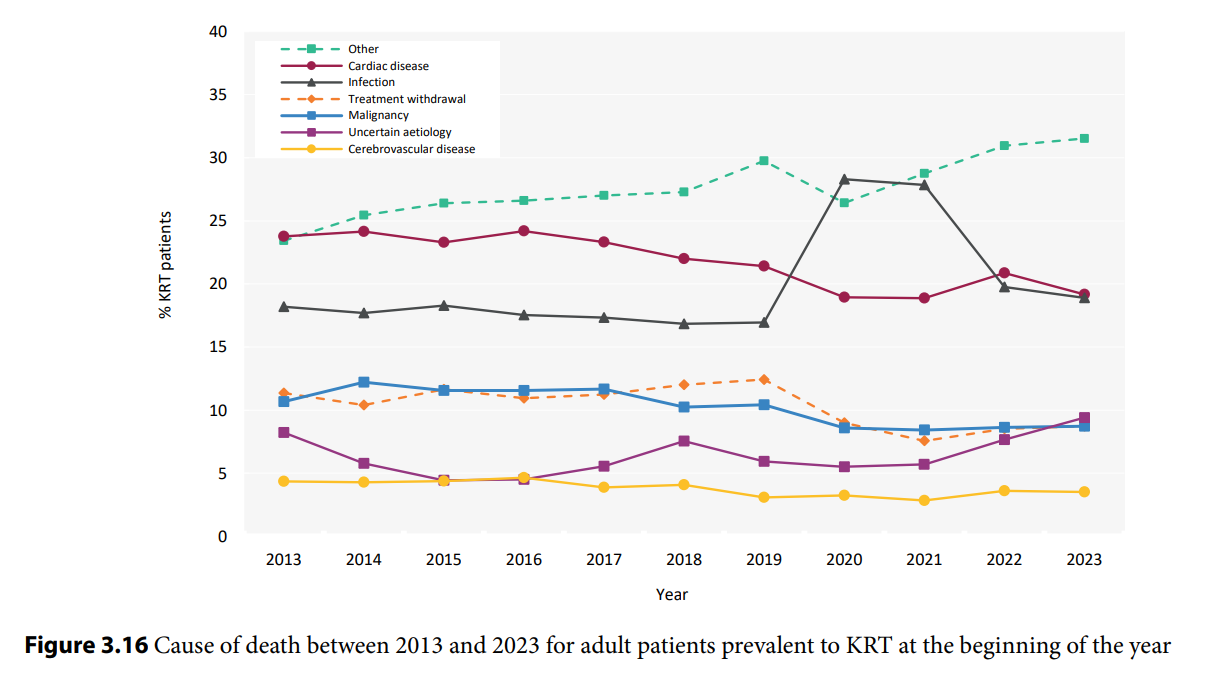 40
35
30
25
20
15
10
5
0
% KRT patients
Other
Cardiac disease
Infection
Treatment withdrawal
Malignancy
Uncertain aetiology
Cerebrovascular disease
2013 2014 2015 2016 2017 2018 2019 2020 2021 2022 2023
Year
Figure 3.16 Cause of death between 2013 and 2023 for adult patients prevalent to KRT at the beginning of the year